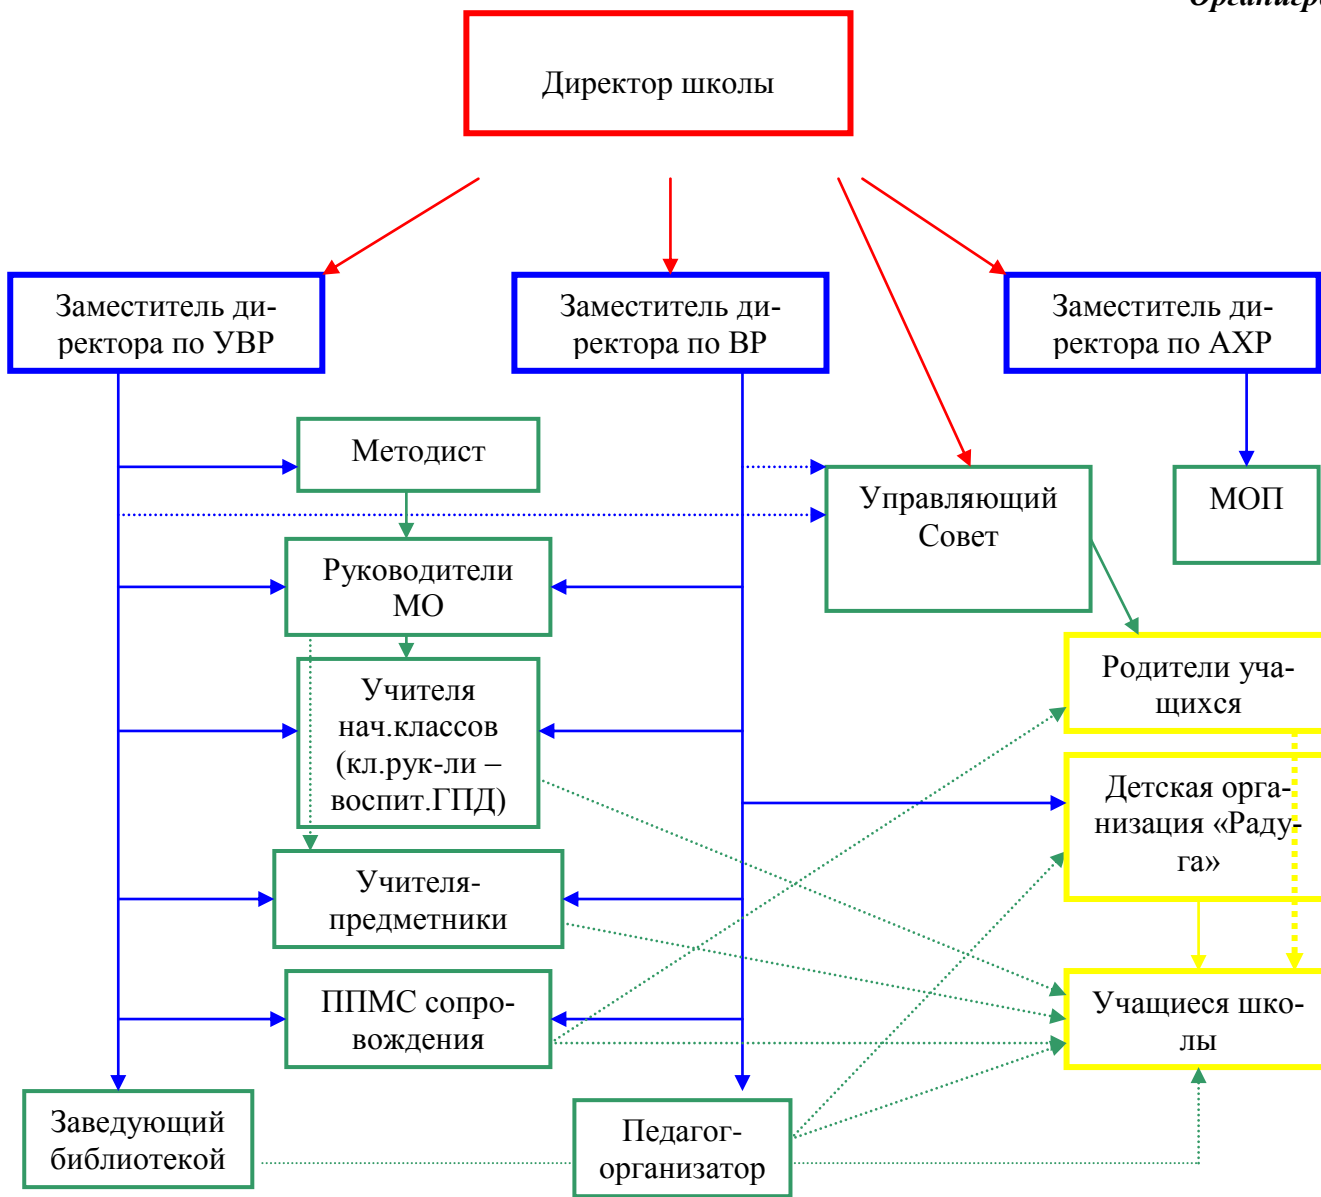 Директор школы
Заместитель ди-
ректора по УВР
Заместитель ди-
ректора по ВР
Заместитель ди-
ректора по АХР
Методист
Управляющий
Совет
МОП
Руководители
МО
Учителя
нач.классов
(кл.рук-ли –
воспит.ГПД)
Родители уча-
щихся
Детская орга-
низация «Раду-
га»
Учителя-
предметники
ППМС сопро-
вождения
Учащиеся шко-
лы
Заведующий
библиотекой
Педагог-
организатор